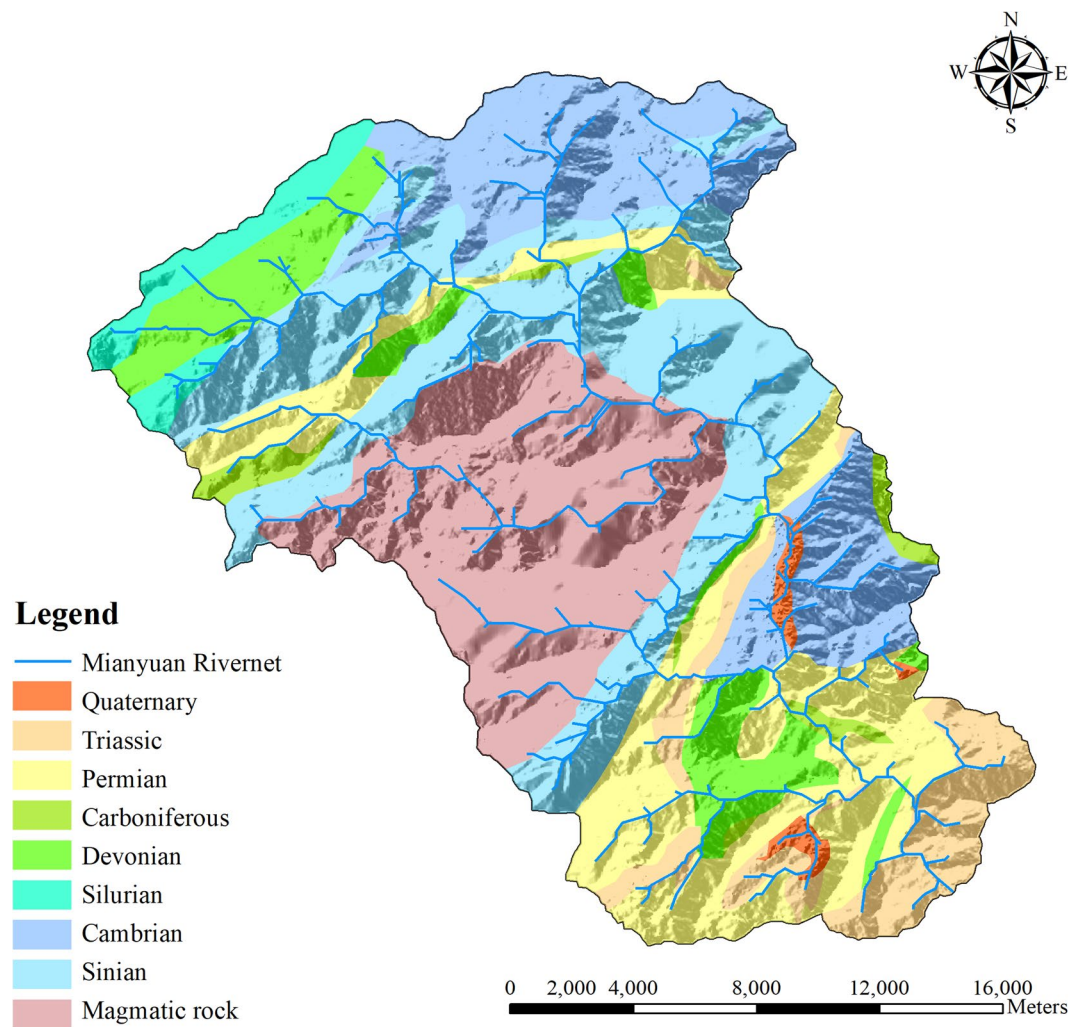 N
W E
S
Legend
Mianyuan Rivernet
Quaternary
Triassic
Permian
Carboniferous
Devonian
Silurian
Cambrian
Sinian
Magmatic rock
0 2,000 4,000 8,000 12,000 16,000
Meters